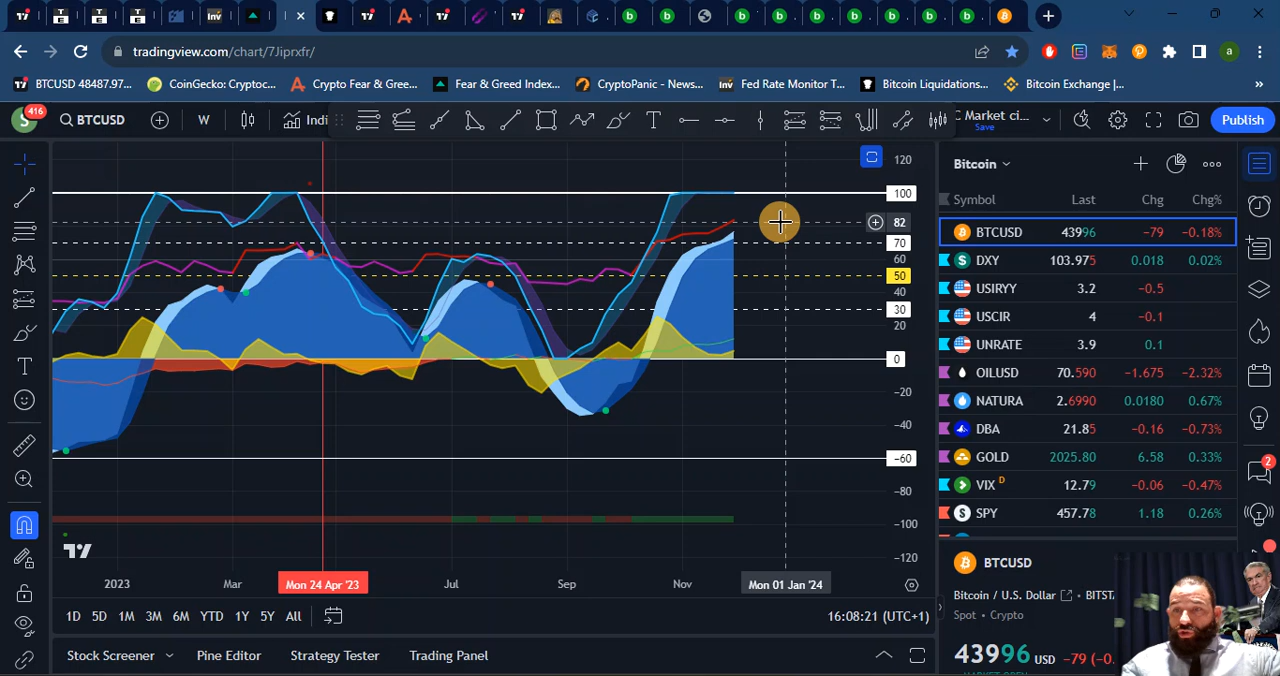 tradingview.com/chart/7Jiprxfr/
BTCUSD 48487.97...
CoinGecko: Cryptoc...
Crypto Fear & Gree...
Fear & Greed Index...
CryptoPanic - News...
Fed Rate Monitor T...
Bitcoin Liquidations...
Bitcoin Exchange |...
»
S
416
BTCUSD
W
Indi
C Market ci...
Save
Publish
120
100
82
70
60
50
40
30
20
0
−20
−40
−60
−80
−100
−120
2023
Mar
Mon 24 Apr '23
Jul
Sep
Nov
Mon 01 Jan '24
1D 5D 1M 3M 6M YTD 1Y 5Y All
16:08:21 (UTC+1)
Stock Screener
Pine Editor
Strategy Tester
Trading Panel
Bitcoin
Symbol Last Chg Chg%
BTCUSD 43996 −79 −0.18%
DXY 103.975 0.018 0.02%
USIRYY 3.2 −0.5
USCIR 4 −0.1
UNRATE 3.9 0.1
OILUSD 70.590 −1.675 −2.32%
NATURA 2.6990 0.0180 0.67%
DBA 21.85 −0.16 −0.73%
GOLD 2025.80 6.58 0.33%
VIX D 12.79 −0.06 −0.47%
SPY 457.78 1.18 0.26%
2
BTCUSD
Bitcoin / U.S. Dollar
BITSTA
Spot • Crypto
43996 USD −79 (−0.